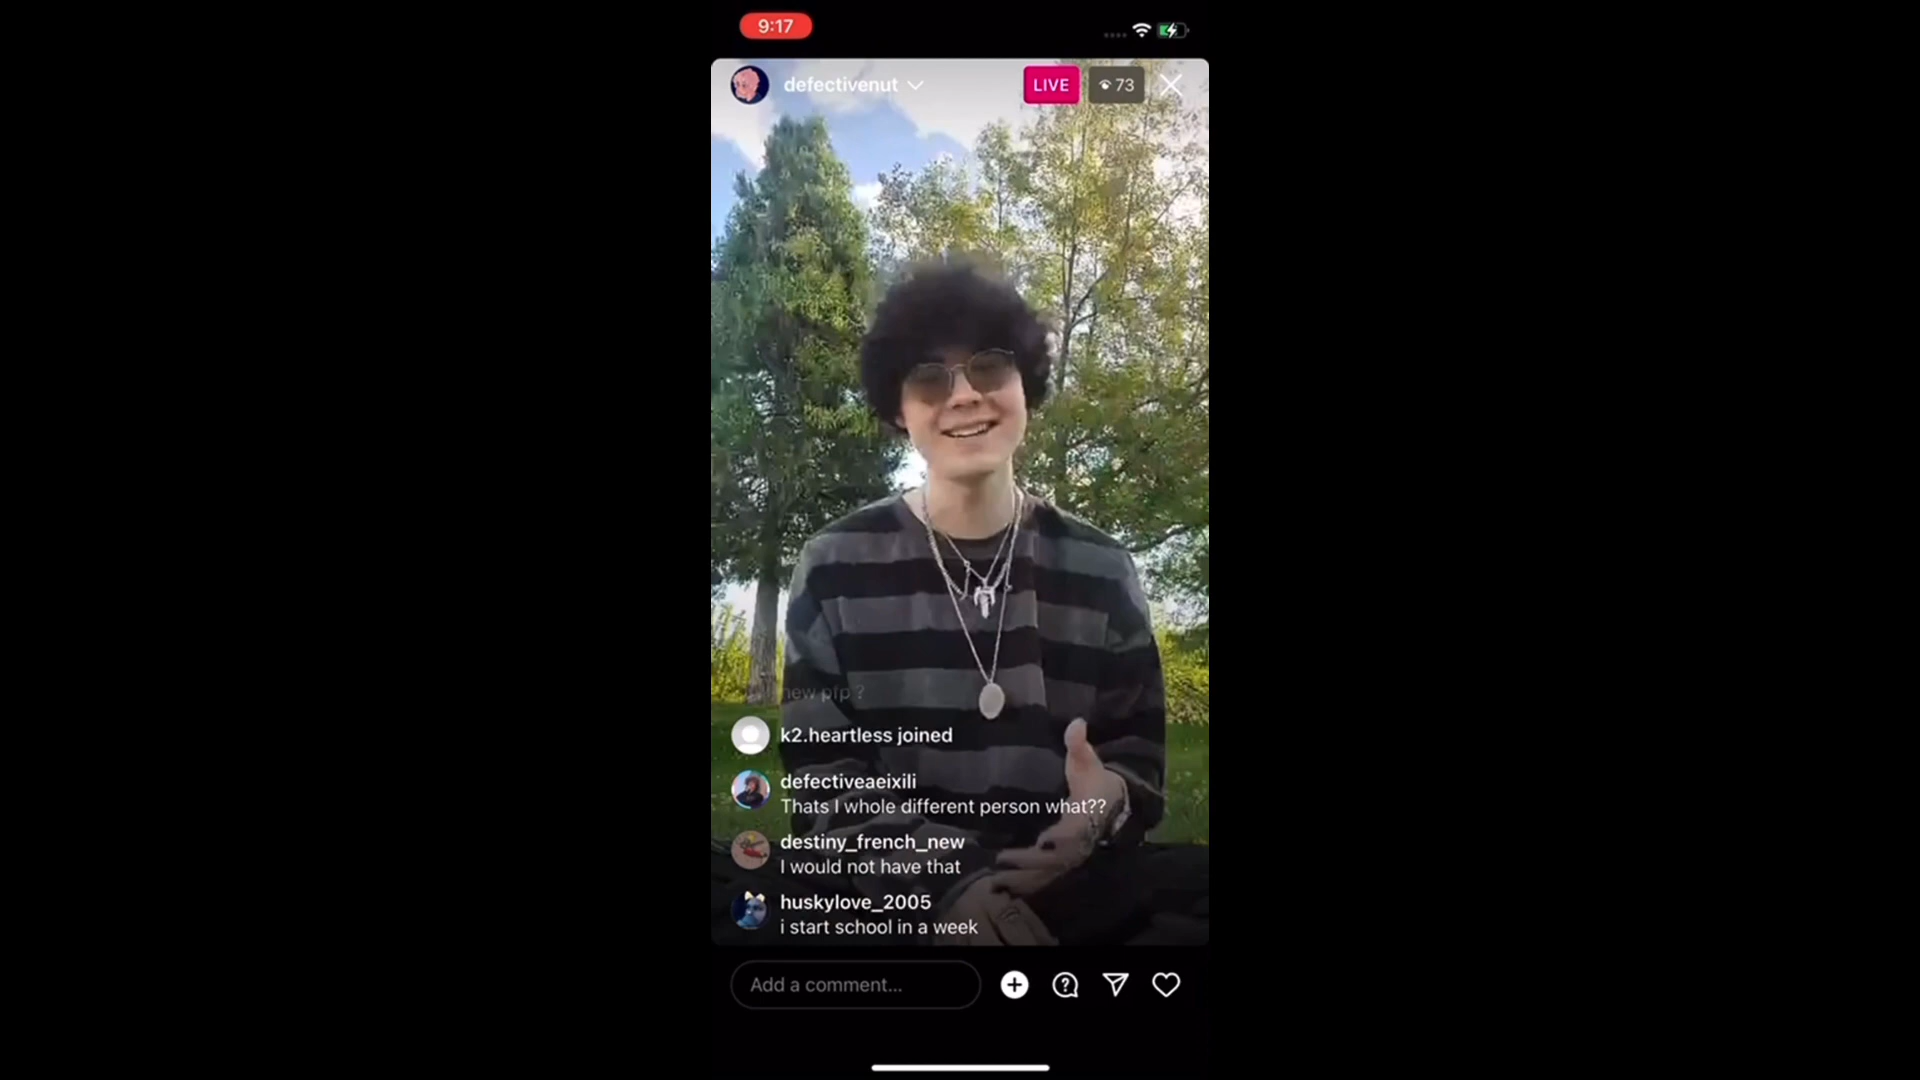 9:17
defectivenut
LIVE
73
new pfp ?
k2.heartless joined
defectiveaeixili
Thats I whole different person what??
destiny_french_new
I would not have that
huskylove_2005
i start school in a week
Add a comment...